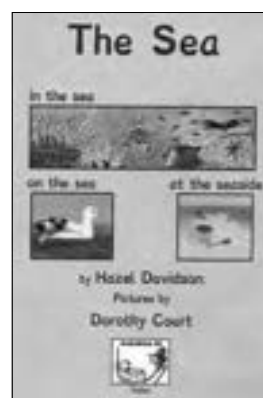 The Sea
in the sea
on the sea at the seaside
by Hazel Davidson
Pictures by
Dorothy Court